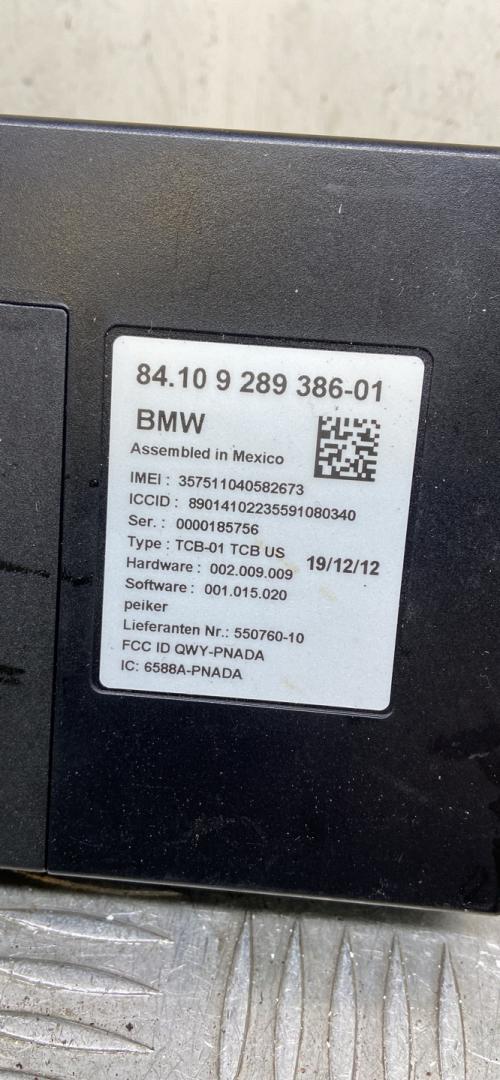 84.10 9 289 386-01
BMW
Assembled in Mexico
IMEI : 357511040582673
ICCID : 89014102235591080340
Ser. : 0000185756
Type : TCB-01 TCB US
19/12/12
Hardware : 002.009.009
Software : 001.015.020
peiker
Lieferanten Nr.: 550760-10
FCC ID QWY-PNADA
IC: 6588A-PNADA